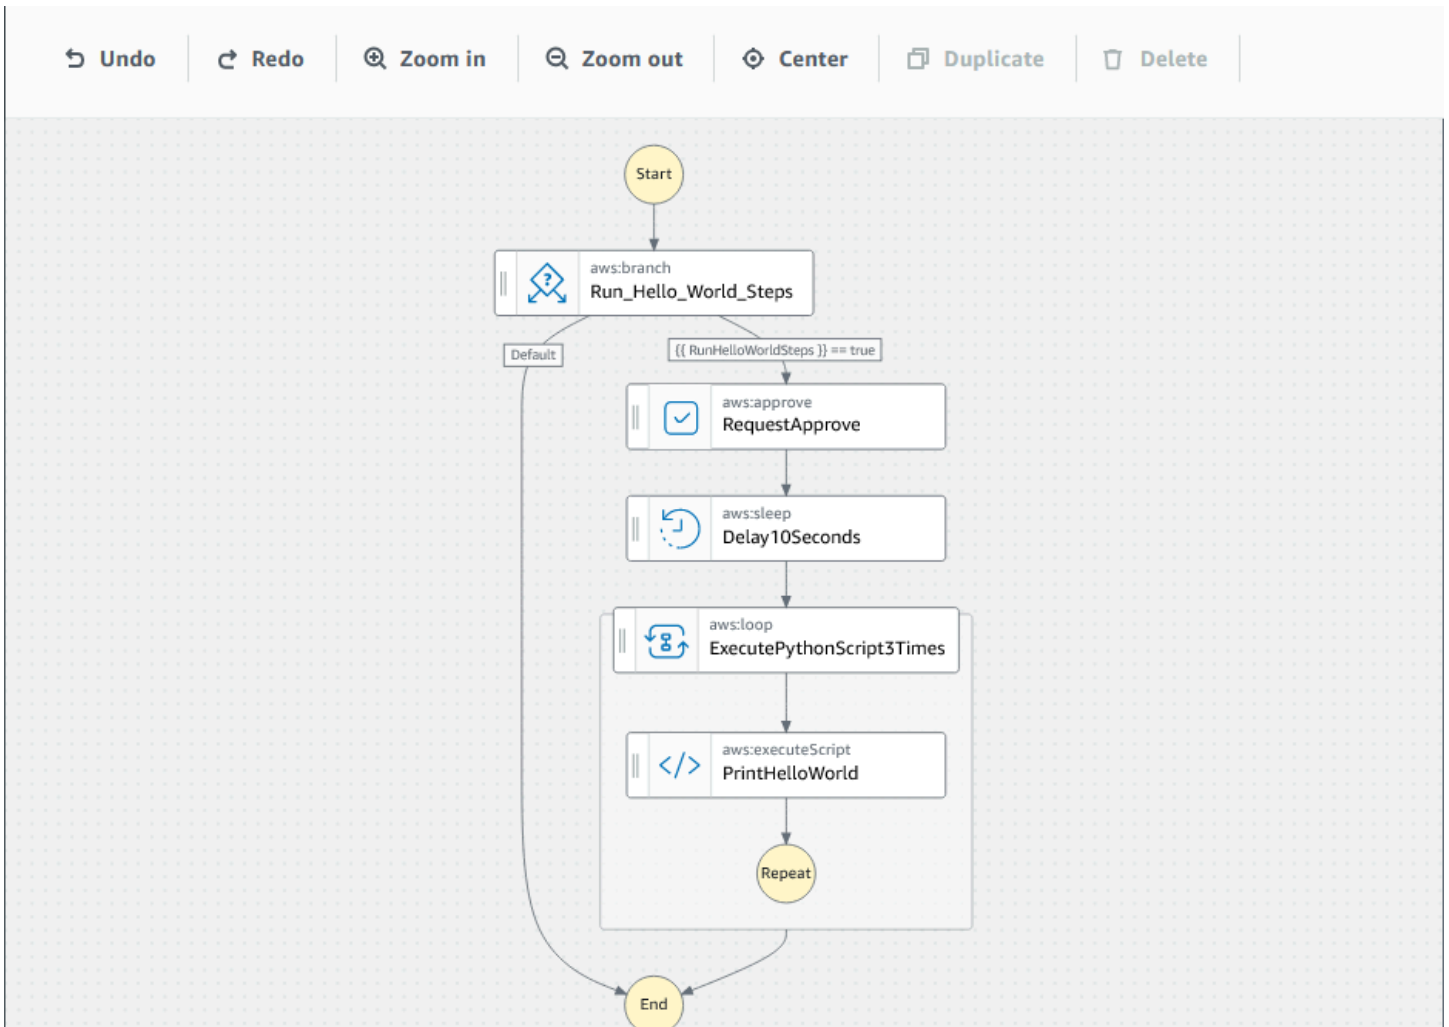 Undo
Redo
Zoom in
Zoom out
Center
Duplicate
Delete
Start
aws:branch
Run_Hello_World_Steps
Default
{{ RunHelloWorldSteps }} == true
aws:approve
RequestApprove
aws:sleep
Delay10Seconds
aws:loop
ExecutePythonScript3Times
</>
aws:executeScript
PrintHelloWorld
Repeat
End